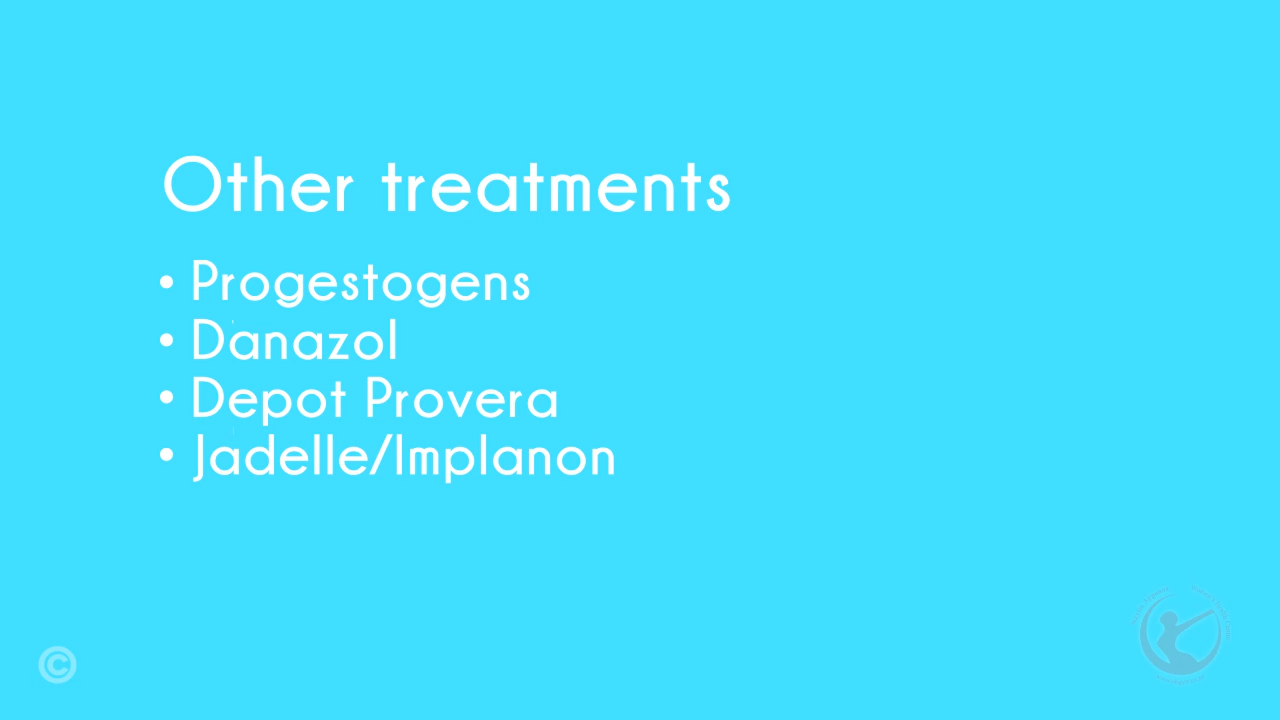 Other treatments
• Progestogens
• Danazol
• Depot Provera
• Jadelle/Implanon
©